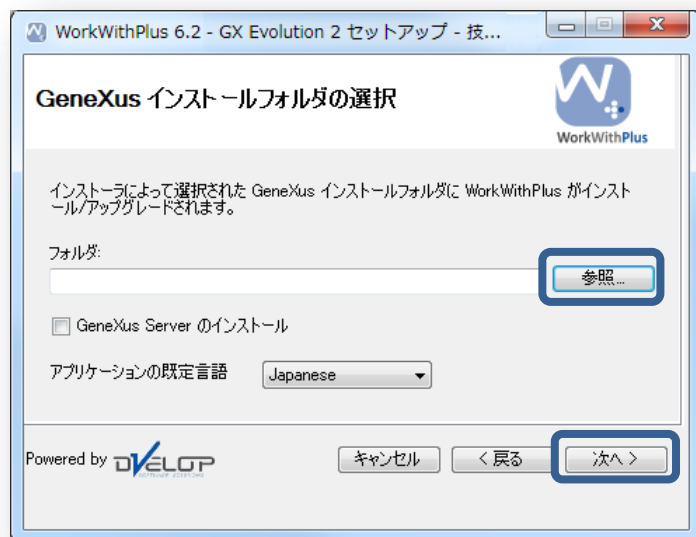 WorkWithPlus 6.2 - GX Evolution 2 セットアップ - 技...
GeneXus インストールフォルダの選択
WorkWithPlus
インストーラによって選択された GeneXus インストールフォルダに WorkWithPlus がインスト
ール/アップグレードされます。
フォルダ:
参照...
GeneXus Server のインストール
アプリケーションの既定言語
Japanese
Powered by DVELOP
キャンセル
< 戻る
次へ >